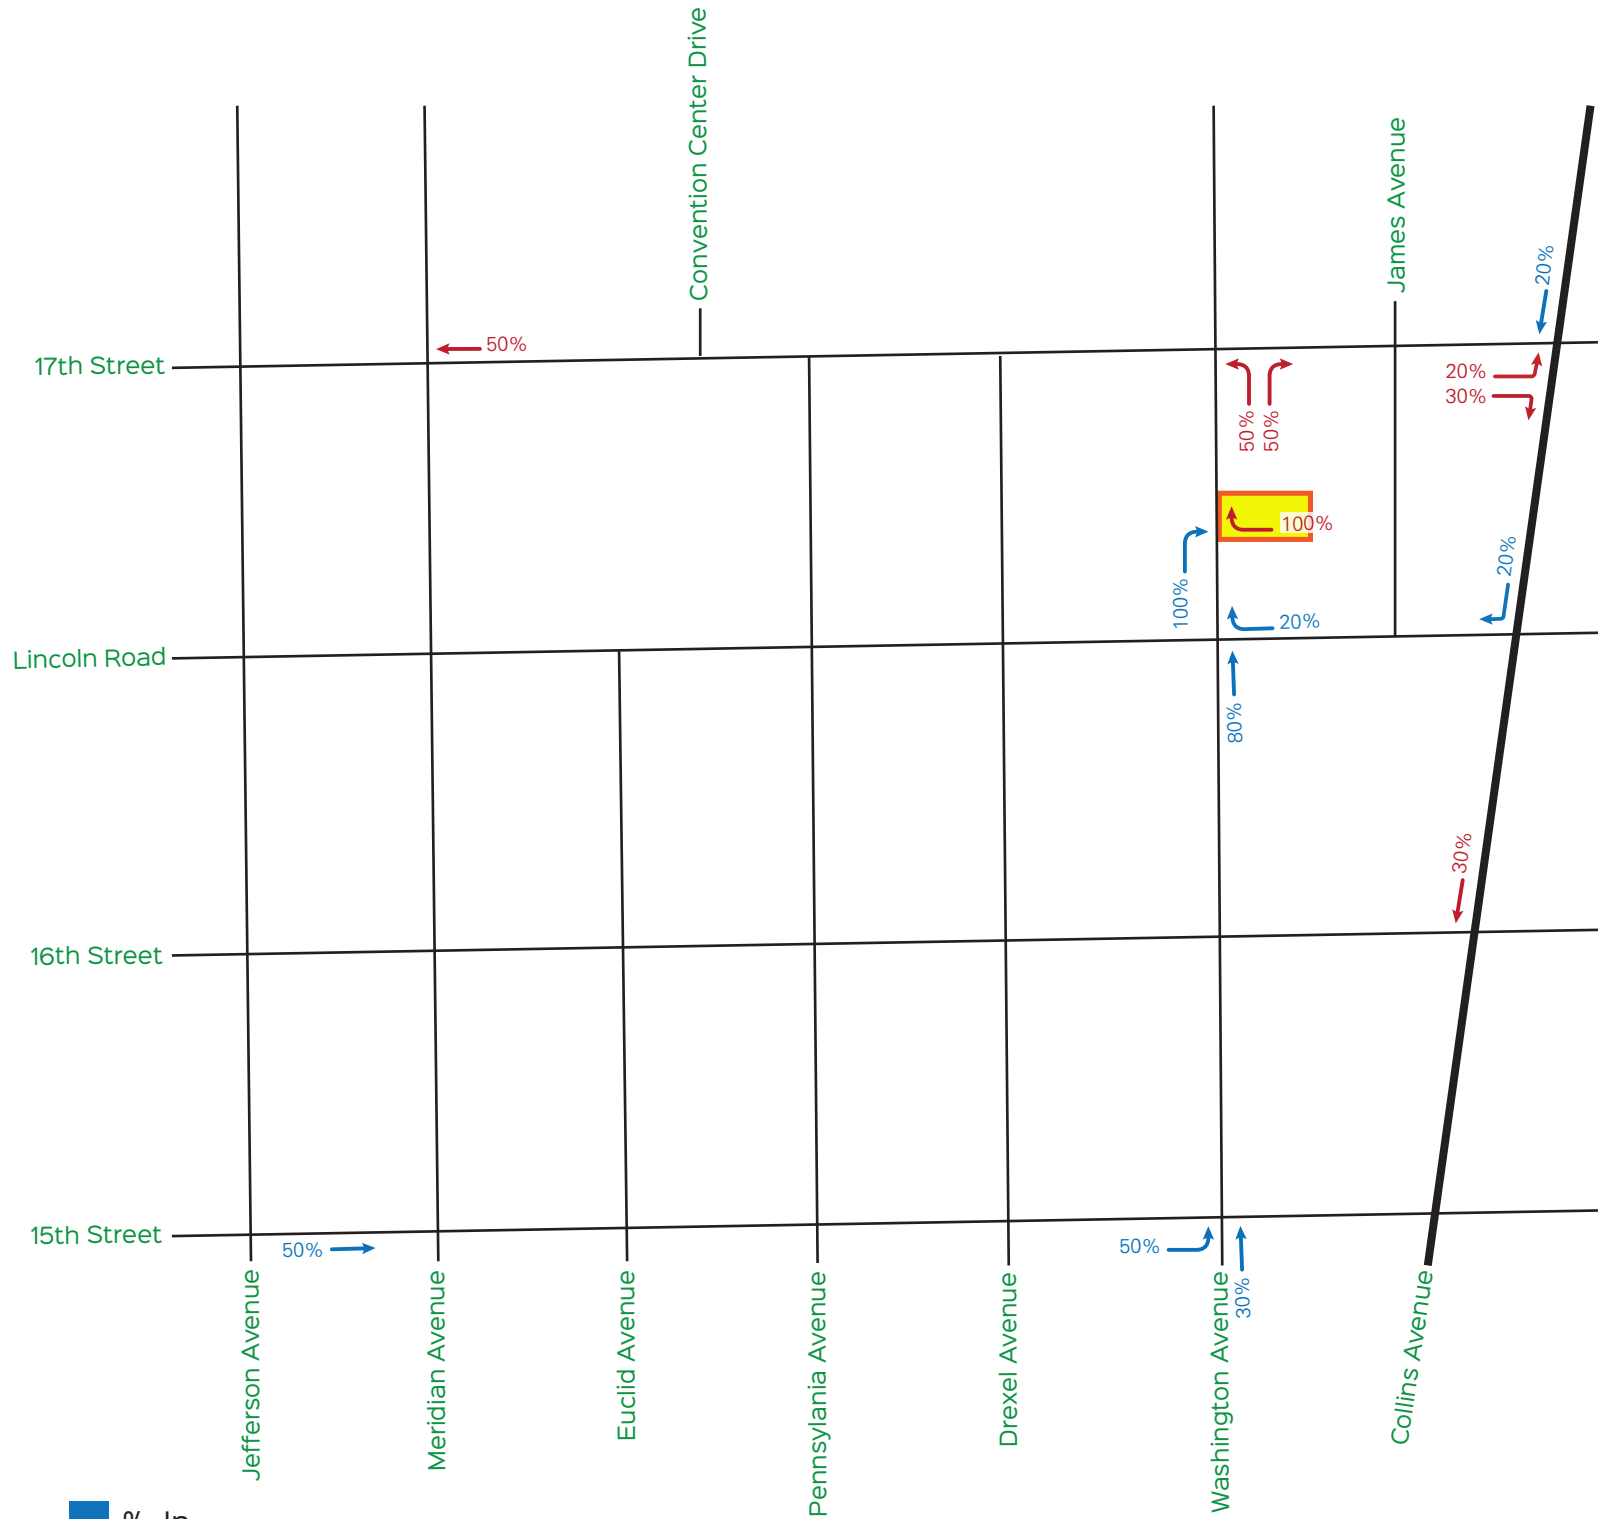 Convention Center Drive
James Avenue
20%
17th Street
50%
50%
50%
20%
30%
100%
100%
20%
20%
Lincoln Road
80%
30%
16th Street
15th Street
50%
50%
30%
Jefferson Avenue
Meridian Avenue
Euclid Avenue
Pennsylania Avenue
Drexel Avenue
Washington Avenue
Collins Avenue
% In